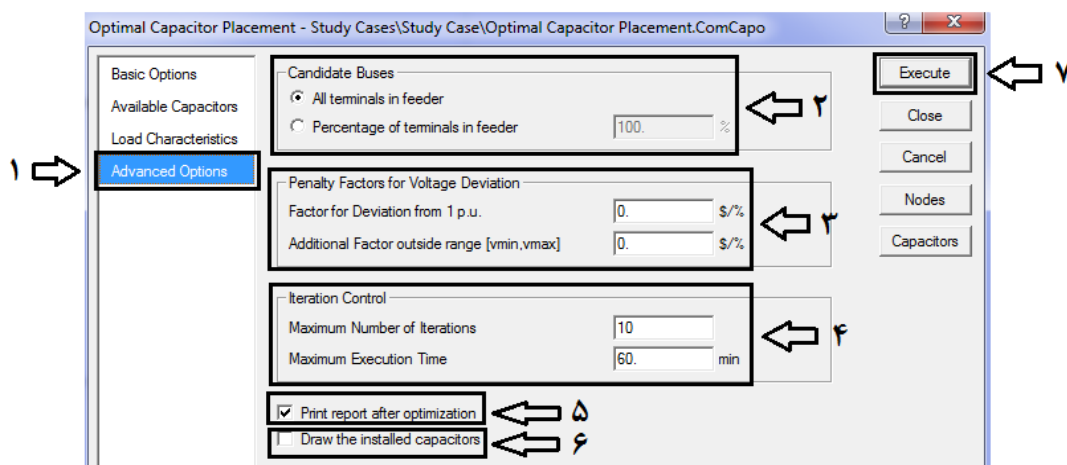 Optimal Capacitor Placement - Study Cases\Study Case\Optimal Capacitor Placement.ComCapo
?
Basic Options
Available Capacitors
Load Characteristics
Advanced Options
۱
Candidate Buses
All terminals in feeder
Percentage of terminals in feeder 100. %
۲
Penalty Factors for Voltage Deviation
Factor for Deviation from 1 p.u. 0. $/%
Additional Factor outside range [vmin,vmax] 0. $/%
۳
Iteration Control
Maximum Number of Iterations 10
Maximum Execution Time 60. min
۴
Print report after optimization
۵
Draw the installed capacitors
۶
Execute
۷
Close
Cancel
Nodes
Capacitors